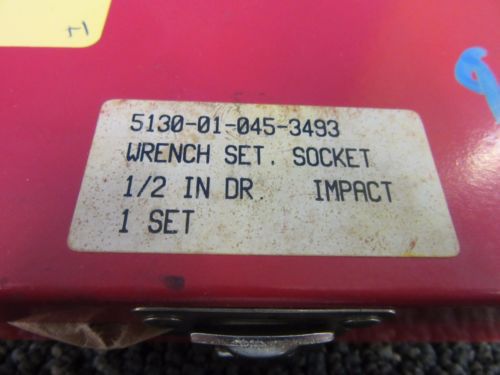 5130-01-045-3493
WRENCH SET. SOCKET
1/2 IN DR. IMPACT
1 SET